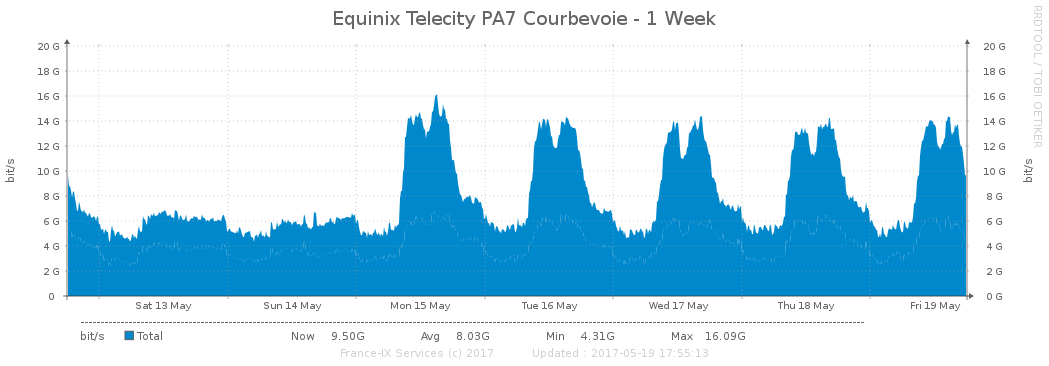 Equinix Telecity PA7 Courbevoie - 1 Week
RRDTOOL / TOBI OETIKER
20 G 20 G
18 G 18 G
16 G 16 G
14 G 14 G
12 G 12 G
10 G 10 G
8 G 8 G
6 G 6 G
4 G 4 G
2 G 2 G
0 0 G
bit/s bit/s
Sat 13 May Sun 14 May Mon 15 May Tue 16 May Wed 17 May Thu 18 May Fri 19 May
bit/s Total Now 9.50G Avg 8.03G Min 4.31G Max 16.09G
France-IX Services (c) 2017 Updated : 2017-05-19 17:55:13